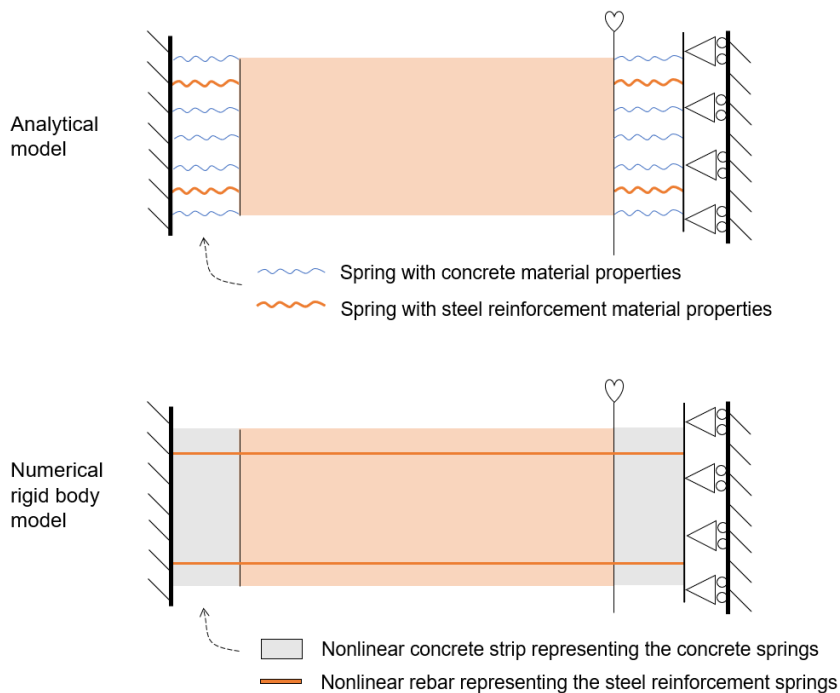 Analytical
model
Spring with concrete material properties
Spring with steel reinforcement material properties
Numerical
rigid body
model
Nonlinear concrete strip representing the concrete springs
Nonlinear rebar representing the steel reinforcement springs